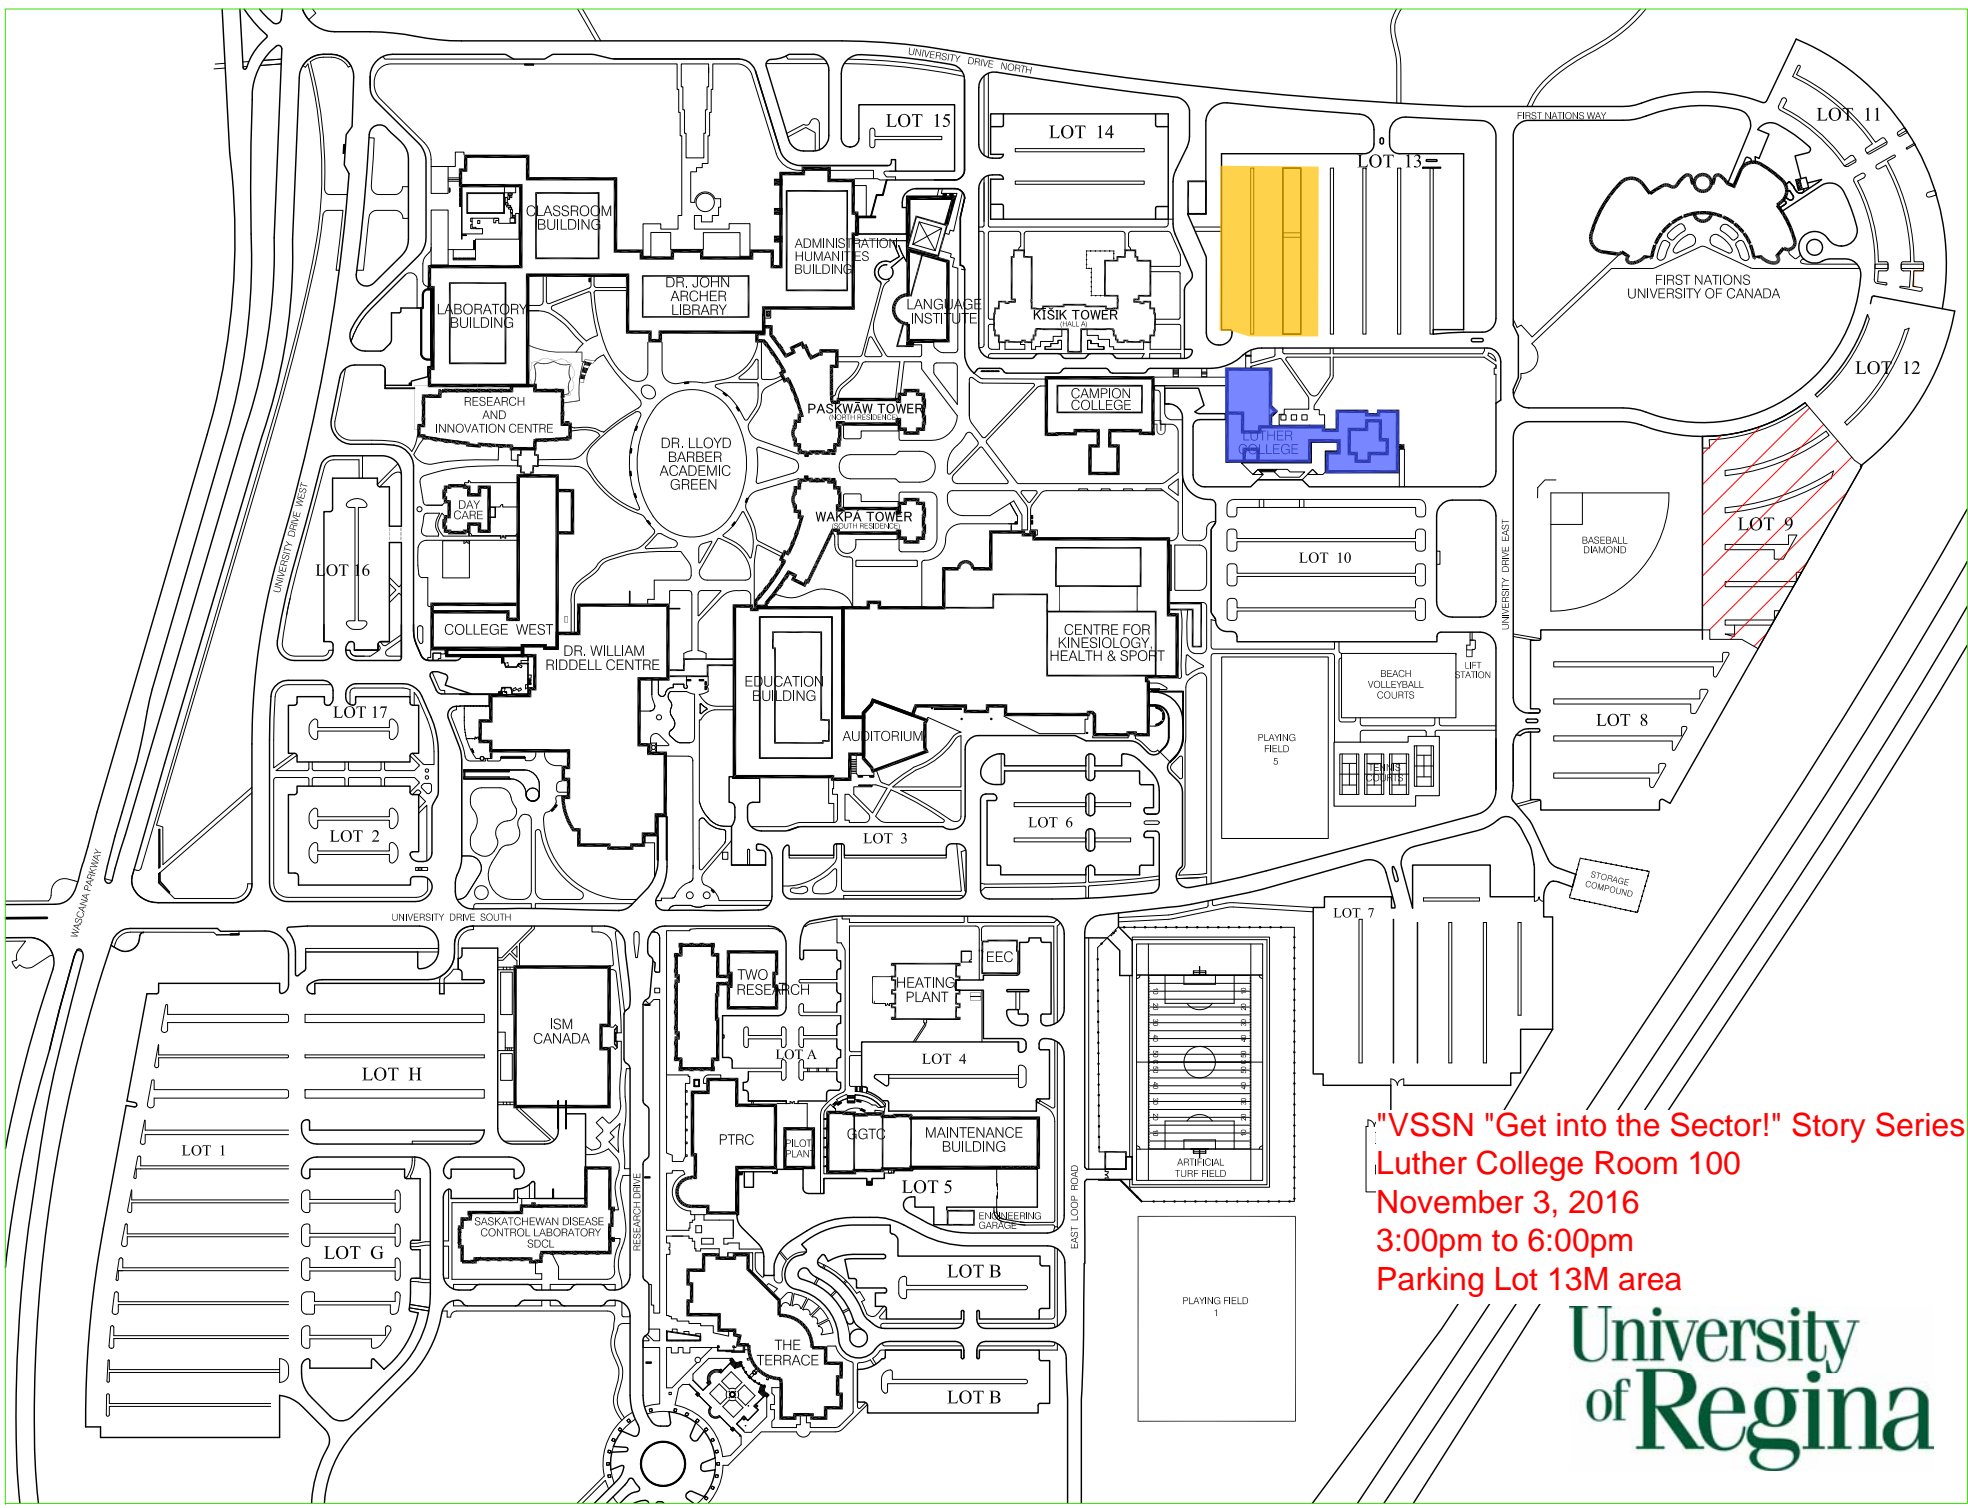 UNIVERSITY DRIVE NORTH
FIRST NATIONS WAY
LOT 11
LOT 15
LOT 14
LOT 13
CLASSROOM
BUILDING
ADMINISTRATION
HUMANITIES
BUILDING
DR. JOHN
ARCHER
LIBRARY
LABORATORY
BUILDING
LANGUAGE
INSTITUTE
KĪSIK TOWER
(HALL A)
FIRST NATIONS
UNIVERSITY OF CANADA
LOT 12
RESEARCH
AND
INNOVATION CENTRE
PASKWĀW TOWER
(NORTH RESIDENCE)
CAMPION
COLLEGE
LUTHER
COLLEGE
DR. LLOYD
BARBER
ACADEMIC
GREEN
UNIVERSITY DRIVE WEST
DAY
CARE
WAKPĀ TOWER
(SOUTH RESIDENCE)
LOT 9
BASEBALL
DIAMOND
UNIVERSITY DRIVE EAST
LOT 10
LOT 16
COLLEGE WEST
DR. WILLIAM
RIDDELL CENTRE
CENTRE FOR
KINESIOLOGY,
HEALTH & SPORT
EDUCATION
BUILDING
BEACH
VOLLEYBALL
COURTS
LIFT
STATION
LOT 17
AUDITORIUM
LOT 8
PLAYING
FIELD
5
TENNIS
COURTS
LOT 2
LOT 3
LOT 6
WASCANA PARKWAY
STORAGE
COMPOUND
UNIVERSITY DRIVE SOUTH
LOT 7
TWO
RESEARCH
HEATING
PLANT
EEC
ISM
CANADA
LOT A
LOT 4
LOT H
LOT 1
PTRC
PILOT
PLANT
GGTC
MAINTENANCE
BUILDING
ARTIFICIAL
TURF FIELD
"VSSN "Get into the Sector!" Story Series
Luther College Room 100
November 3, 2016
3:00pm to 6:00pm
Parking Lot 13M area
LOT 5
ENGINEERING
GARAGE
EAST LOOP ROAD
RESEARCH DRIVE
SASKATCHEWAN DISEASE
CONTROL LABORATORY
SDCL
LOT G
LOT B
PLAYING FIELD
1
THE
TERRACE
LOT B
University
of Regina